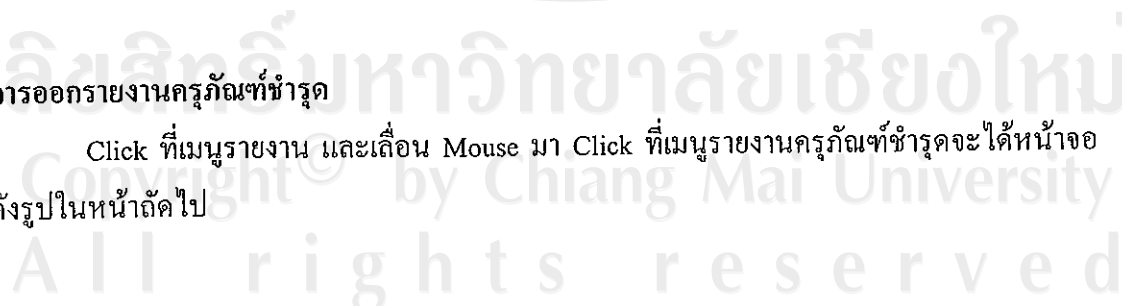 การออกรายงานครุภัณฑ์ชำรุด
Click ที่เมนูรายงาน และเลื่อน Mouse มา Click ที่เมนูรายงานครุภัณฑ์ชำรุดจะได้หน้าจอ
ดังรูปในหน้าถัดไป
ลิขสิทธิ์มหาวิทยาลัยเชียงใหม่
Copyright© by Chiang Mai University
All rights reserved